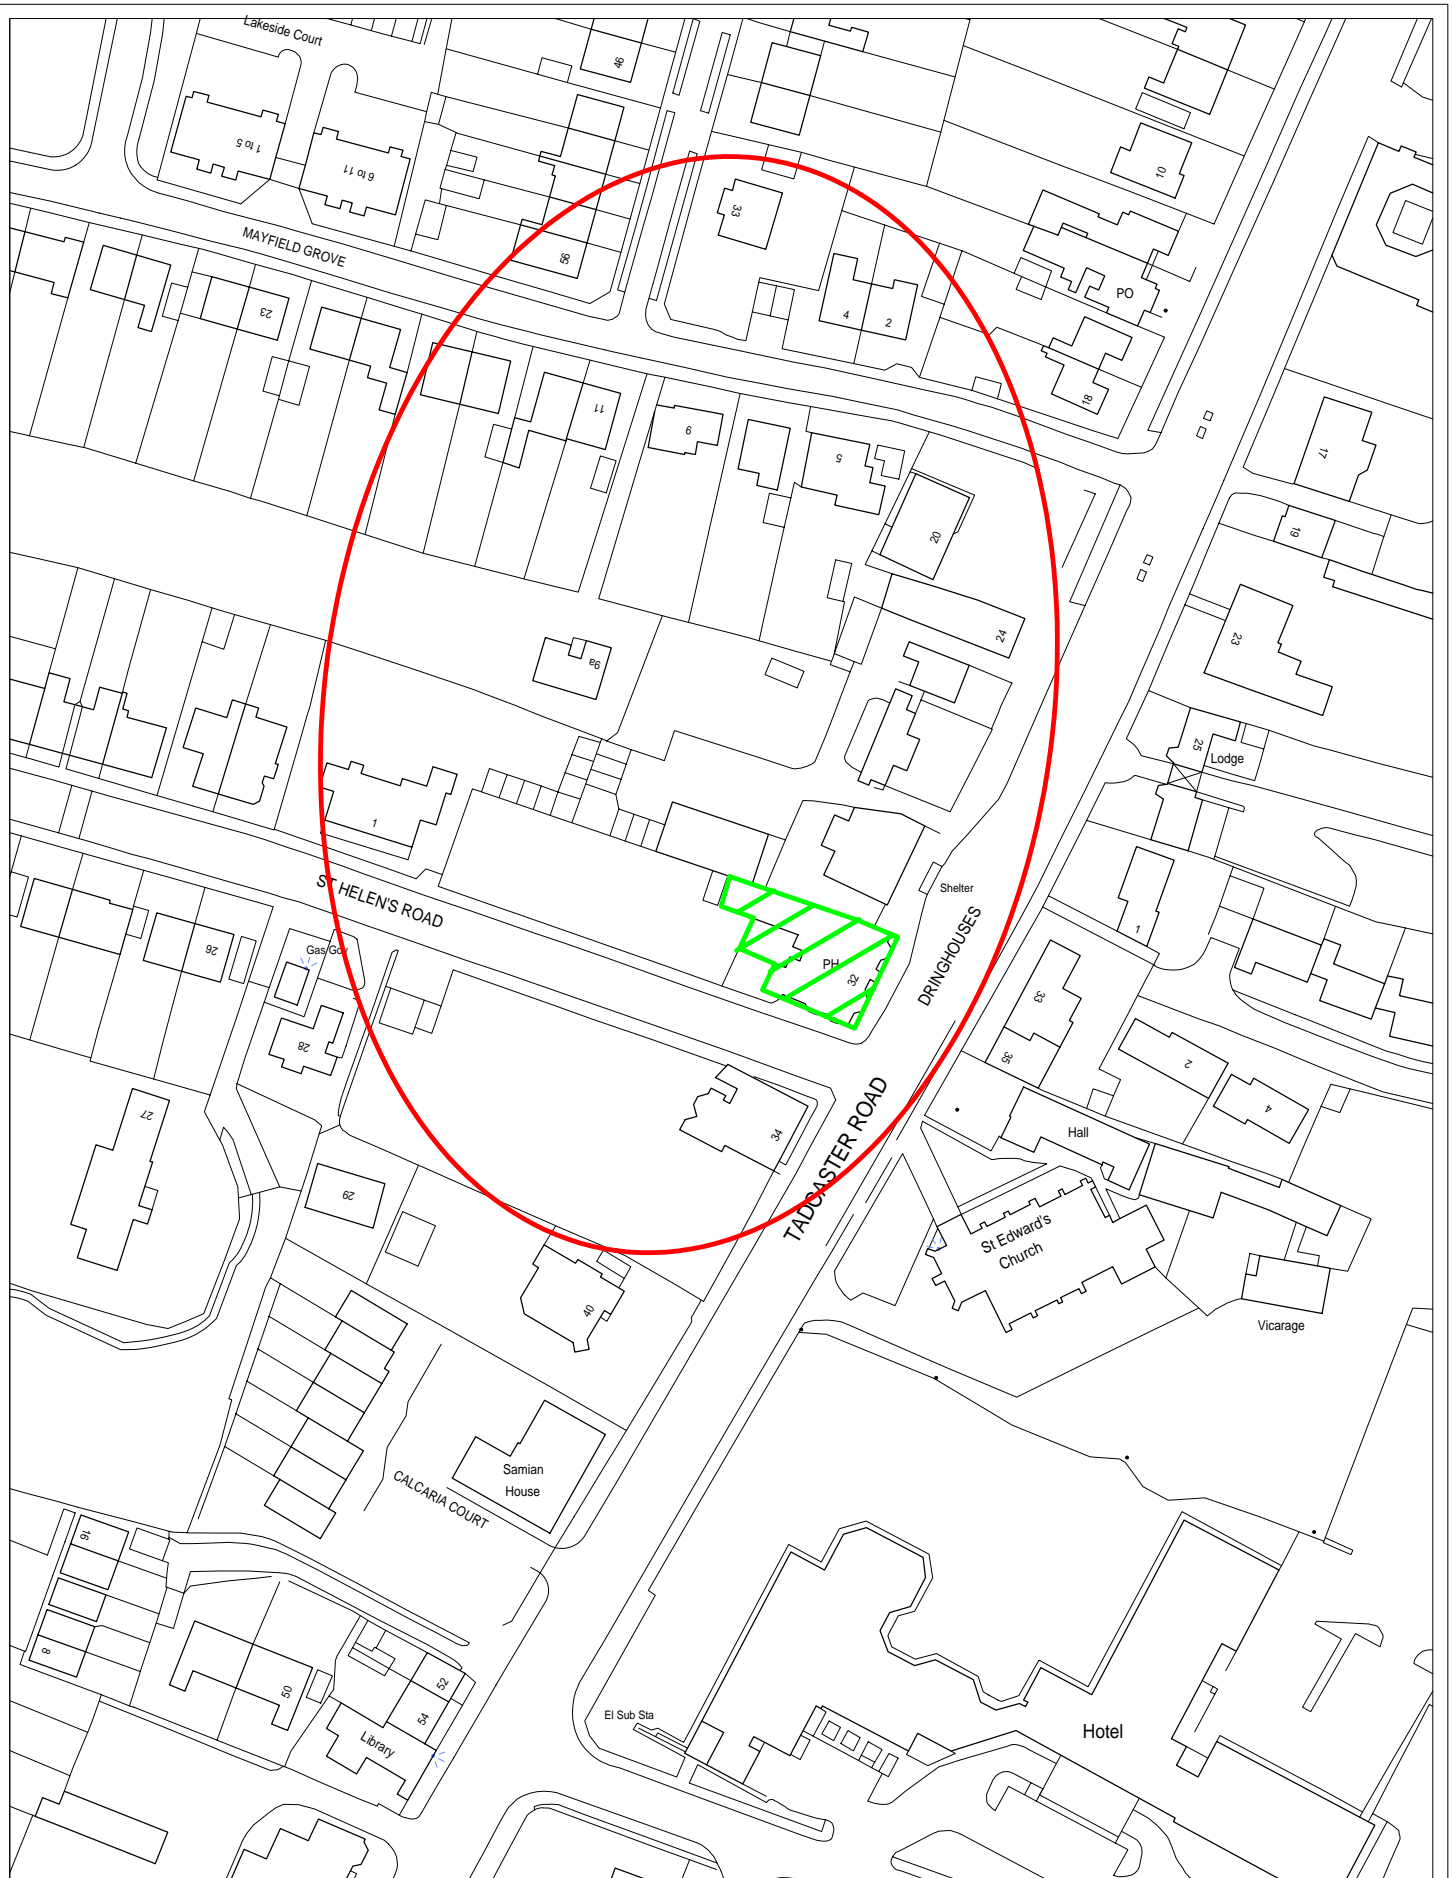 Lakeside Court
46
1 to 5
6 to 11
10
33
MAYFIELD GROVE
56
PO
23
4
2
18
11
9
5
17
20
19
24
23
9a
25
Lodge
1
Shelter
ST HELEN'S ROAD
26
Gas Gov
PH
32
DRINGHOUSES
1
33
28
35
2
4
27
34
Hall
TADCASTER ROAD
29
St Edward's
Church
40
Vicarage
Samian
House
CALCARIA COURT
16
8
50
52
54
Library
El Sub Sta
Hotel